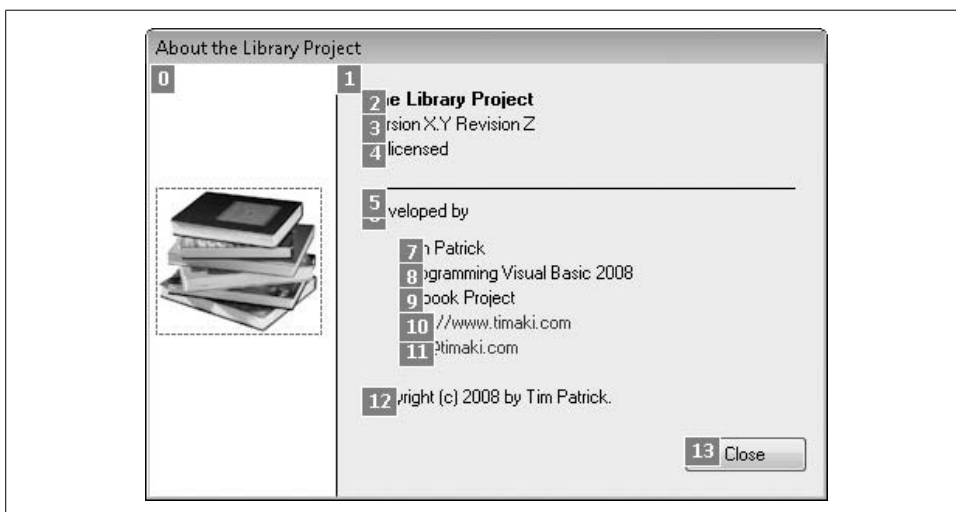 About the Library Project
0
1
2 e Library Project
3 rsion X.Y Revision Z
4 licensed
5
veloped by
7 Patrick
8 gramming Visual Basic 2008
9 ook Project
10 //www.timaki.com
11 timaki.com
12 yright (c) 2008 by Tim Patrick.
13 Close